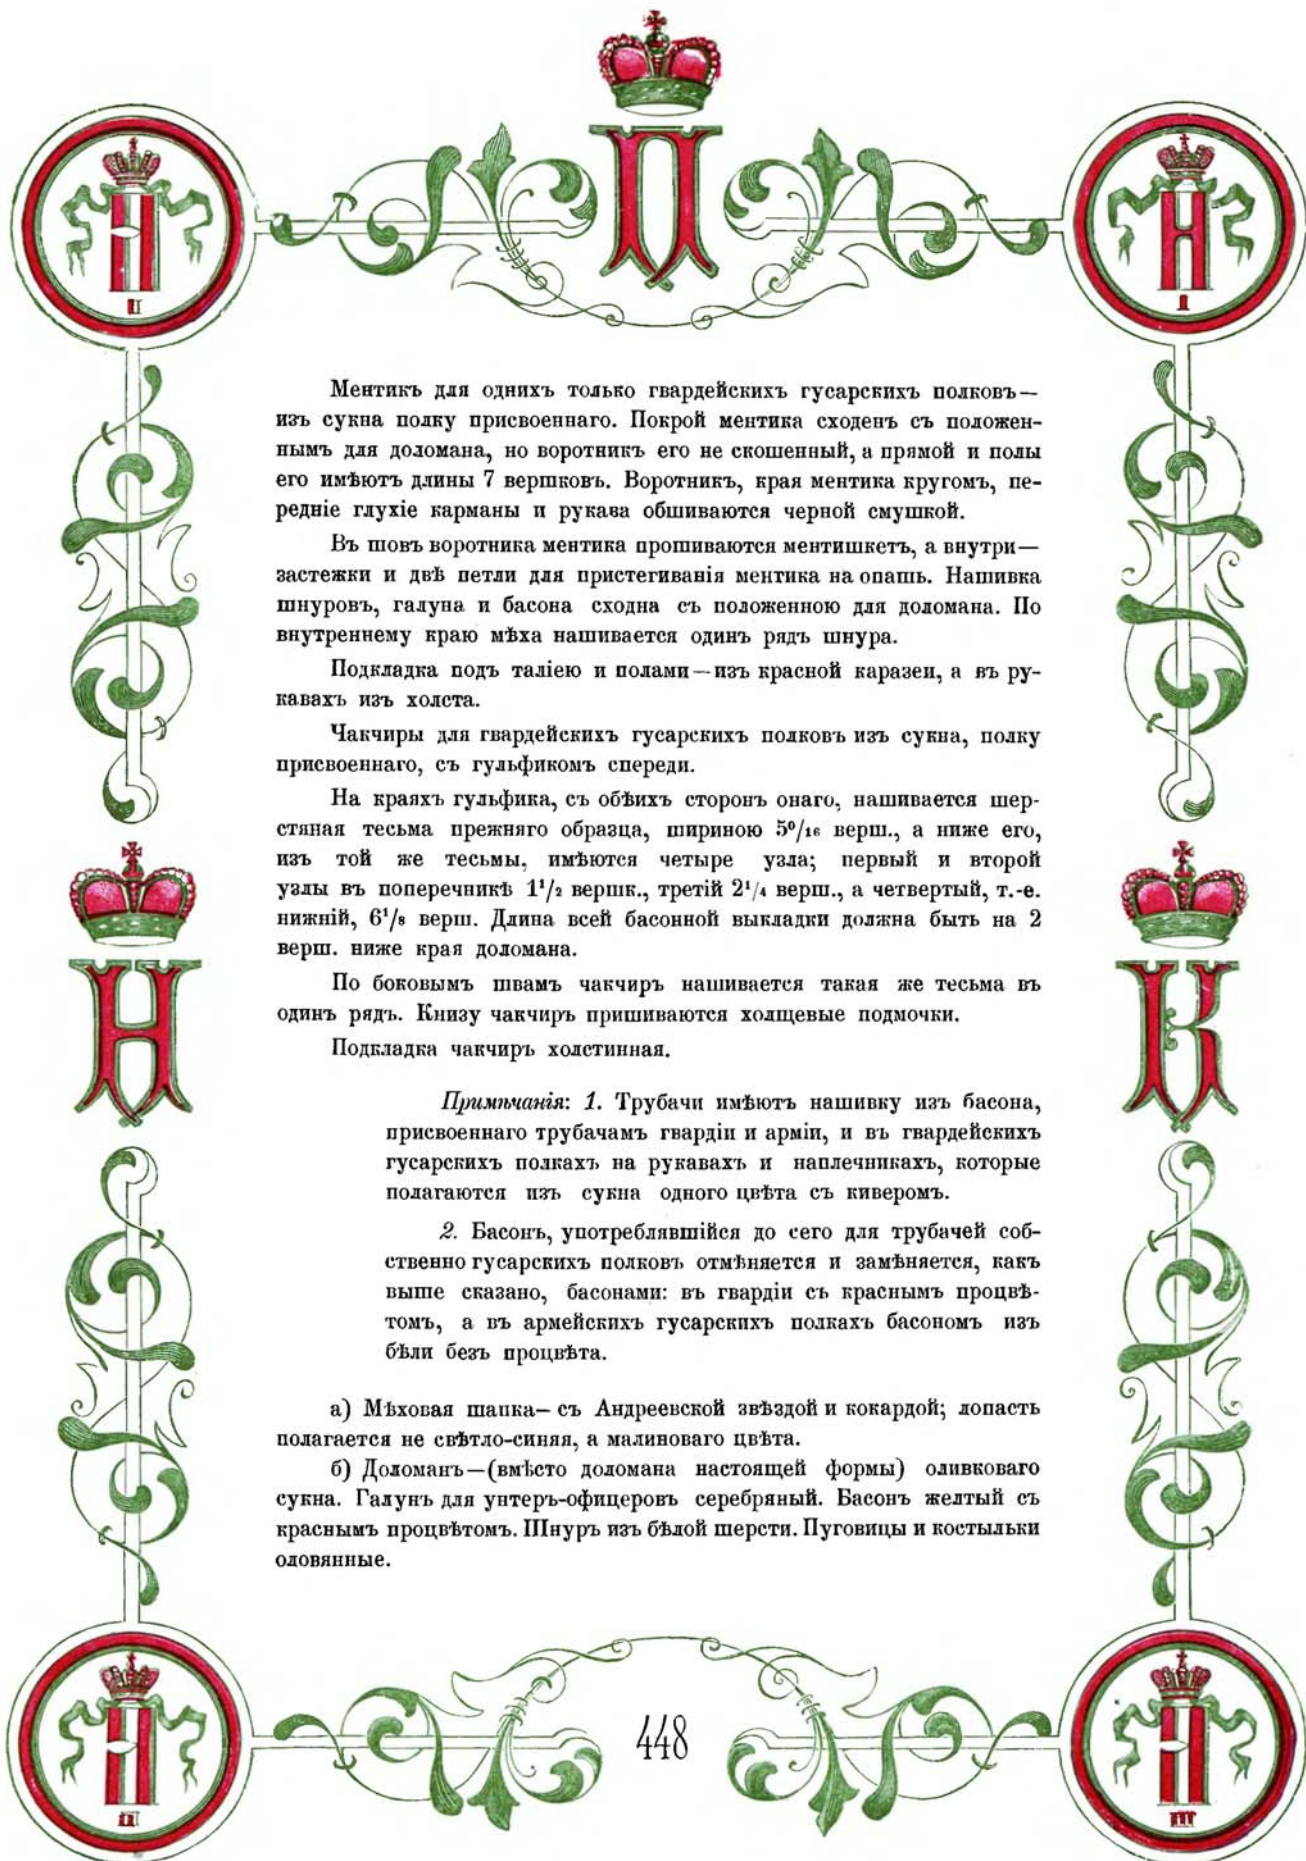 П
II
I
Ментикъ для однихъ только гвардейскихъ гусарскихъ полковъ—
изъ сукна полку присвоеннаго. Покрой ментика сходенъ съ положен-
нымъ для доломана, но воротникъ его не скошенный, а прямой и полы
его имѣютъ длины 7 вершковъ. Воротникъ, края ментика кругомъ, пе-
редніе глухіе карманы и рукава обшиваются черной смушкой.
Въ шовъ воротника ментика прошиваются ментишкетъ, а внутри—
застежки и двѣ петли для пристегиванія ментика на опашь. Нашивка
шнуровъ, галуна и басона сходна съ положенною для доломана. По
внутреннему краю мѣха нашивается одинъ рядъ шнура.
Подкладка подъ таліею и полами—изъ красной каразеи, а въ ру-
кавахъ изъ холста.
Чакчиры для гвардейскихъ гусарскихъ полковъ изъ сукна, полку
присвоеннаго, съ гульфикомъ спереди.
На краяхъ гульфика, съ обѣихъ сторонъ онаго, нашивается шер-
стяная тесьма прежняго образца, шириною 5⁰/₁₆ верш., а ниже его,
изъ той же тесьмы, имѣются четыре узла; первый и второй
узлы въ поперечникѣ 1¹/₂ вершк., третій 2¹/₄ верш., а четвертый, т.-е.
нижній, 6¹/₈ верш. Длина всей басонной выкладки должна быть на 2
верш. ниже края доломана.
По боковымъ швамъ чакчиръ нашивается такая же тесьма въ
одинъ рядъ. Книзу чакчиръ пришиваются холщевые подмочки.
Подкладка чакчиръ холстинная.
Н
К
Примѣчанія: 1. Трубачи имѣютъ нашивку изъ басона,
присвоеннаго трубачамъ гвардіи и арміи, и въ гвардейскихъ
гусарскихъ полкахъ на рукавахъ и наплечникахъ, которые
полагаются изъ сукна одного цвѣта съ киверомъ.
2. Басонъ, употреблявшійся до сего для трубачей соб-
ственно гусарскихъ полковъ отмѣняется и замѣняется, какъ
выше сказано, басонами: въ гвардіи съ краснымъ процвѣ-
томъ, а въ армейскихъ гусарскихъ полкахъ басономъ изъ
бѣли безъ процвѣта.
а) Мѣховая шапка— съ Андреевской звѣздой и кокардой; лопасть
полагается не свѣтло-синяя, а малиноваго цвѣта.
б) Доломанъ—(вмѣсто доломана настоящей формы) оливковаго
сукна. Галунъ для унтеръ-офицеровъ серебряный. Басонъ желтый съ
краснымъ процвѣтомъ. Шнуръ изъ бѣлой шерсти. Пуговицы и костыльки
оловянные.
448
III